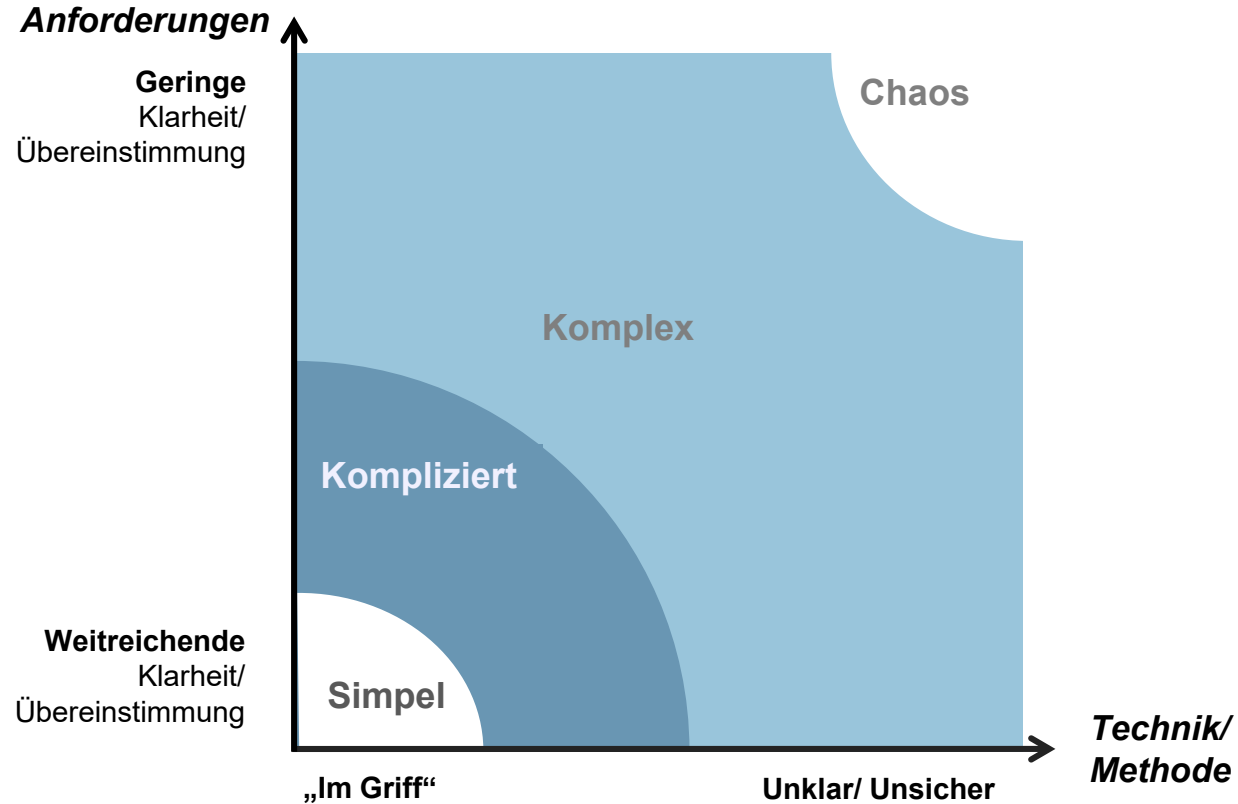 Anforderungen
Geringe
Klarheit/
Übereinstimmung
Chaos
Komplex
Kompliziert
Weitreichende
Klarheit/
Übereinstimmung
Simpel
Technik/
Methode
„Im Griff“
Unklar/ Unsicher